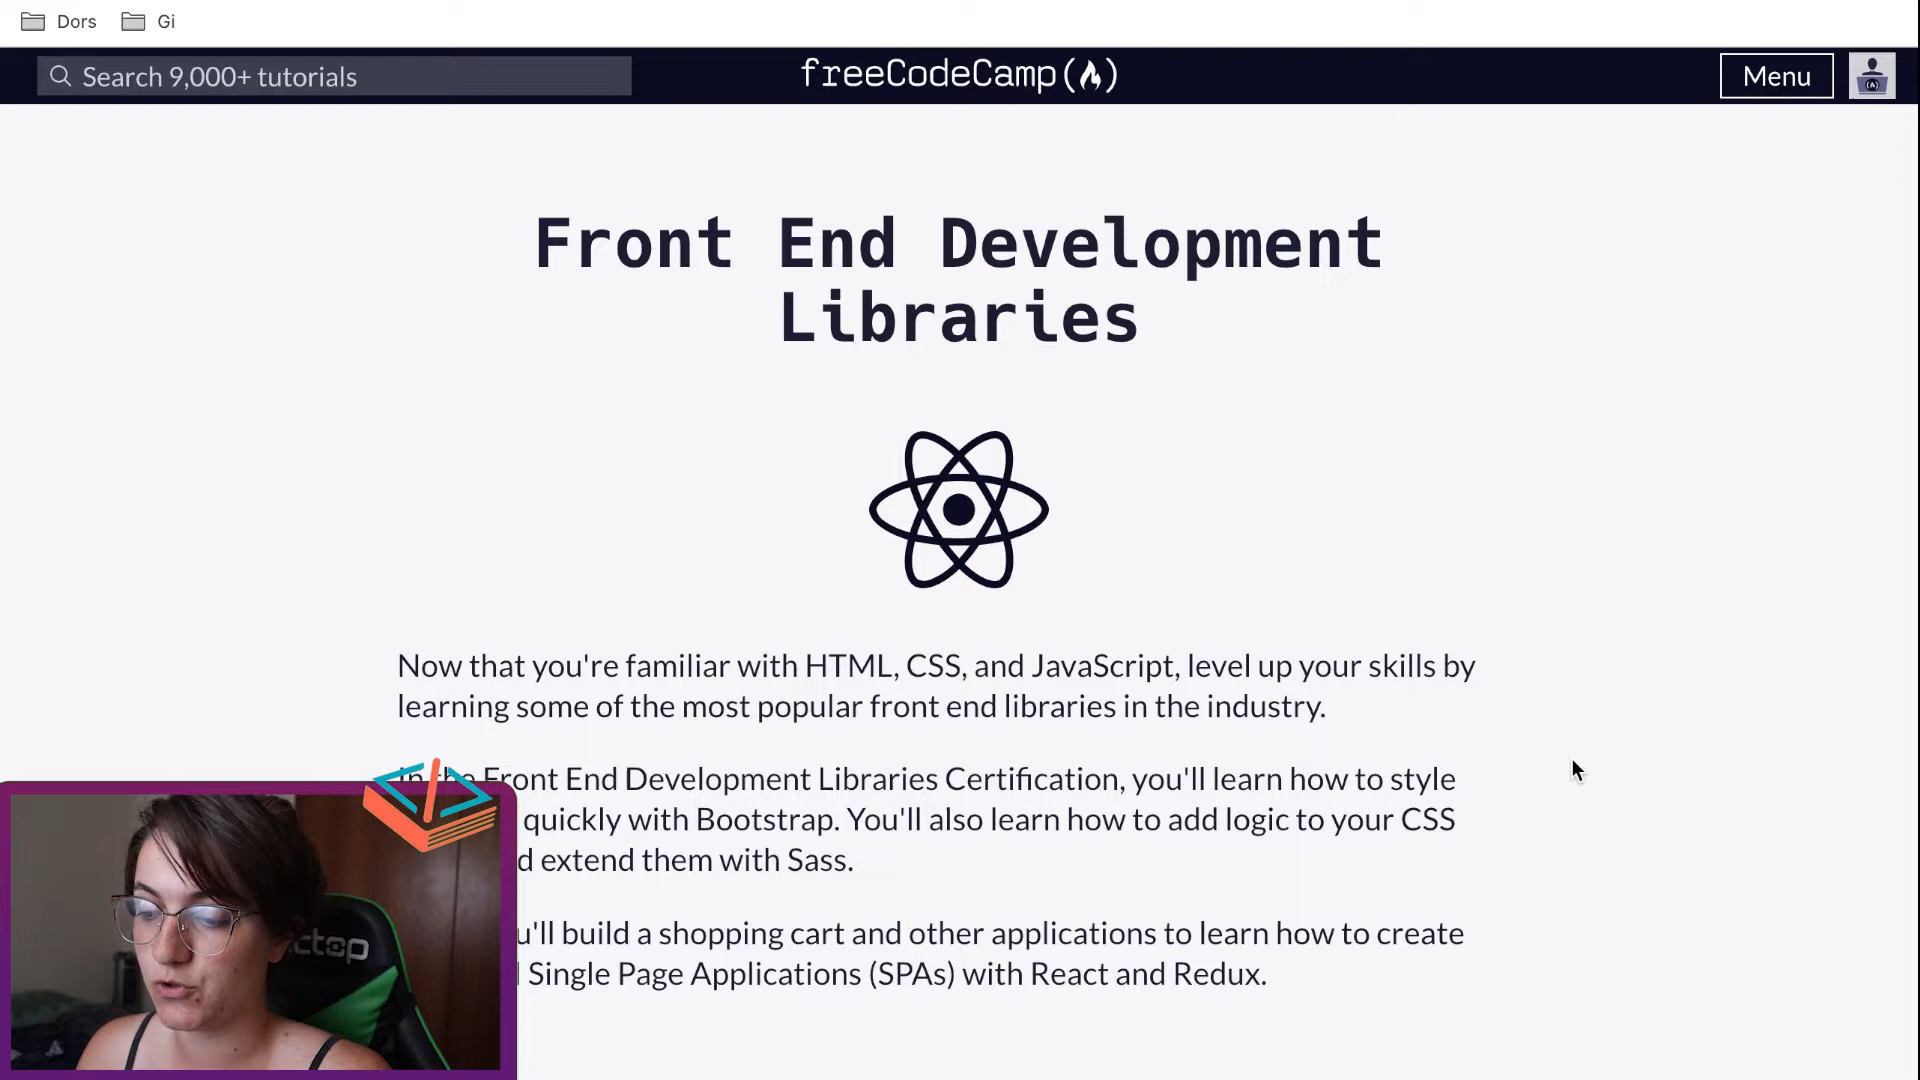 Dors Gi
Search 9,000+ tutorials freeCodeCamp(🔥) Menu
Front End Development
Libraries
Now that you're familiar with HTML, CSS, and JavaScript, level up your skills by
learning some of the most popular front end libraries in the industry.
In the Front End Development Libraries Certification, you'll learn how to style
quickly with Bootstrap. You'll also learn how to add logic to your CSS
extend them with Sass.
build a shopping cart and other applications to learn how to create
Single Page Applications (SPAs) with React and Redux.